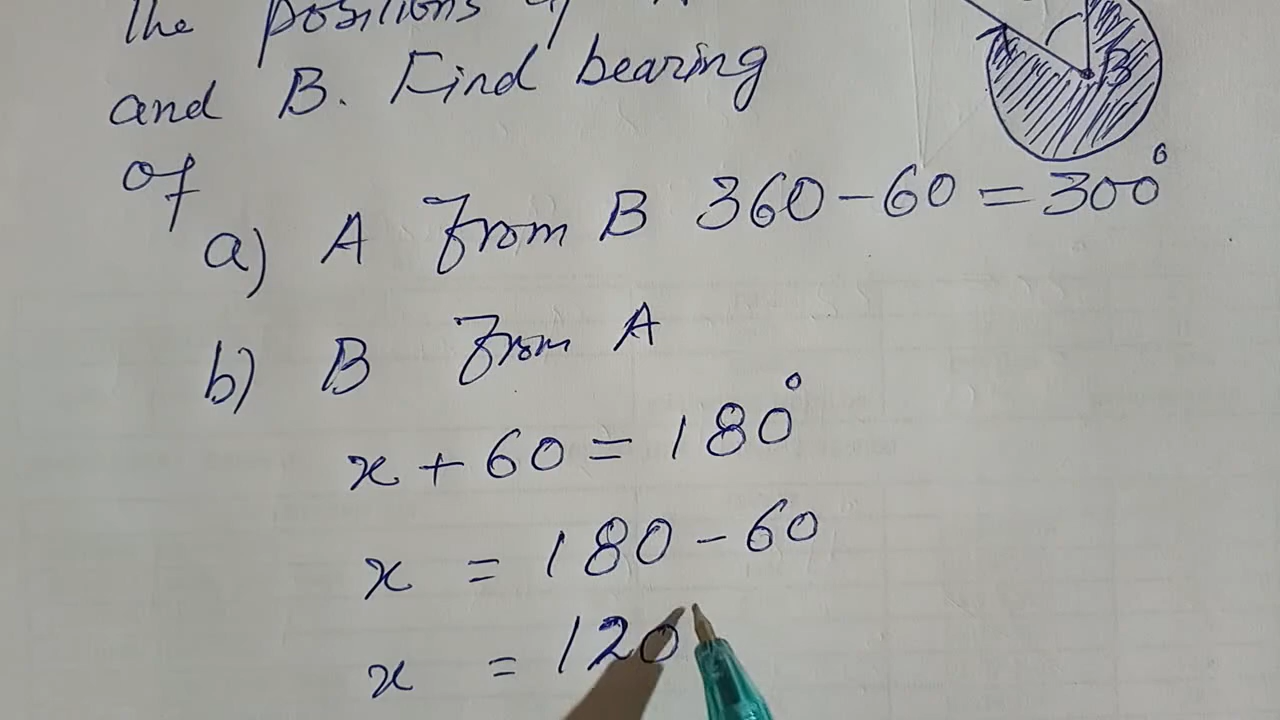 The positions of A
and B. Find bearing
of
a) A from B 360-60=300°
b) B from A
x+60=180°
x = 180-60
x = 120
B